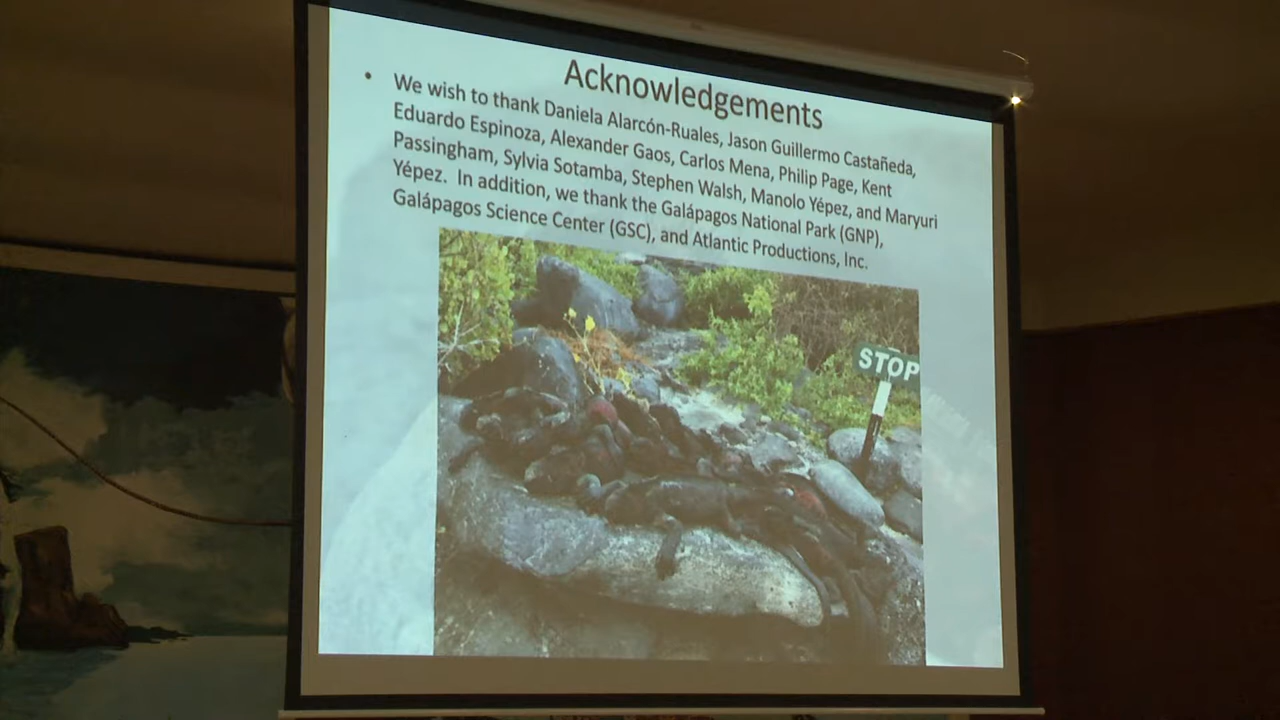 Acknowledgements
• We wish to thank Daniela Alarcón-Ruales, Jason Guillermo Castañeda,
Eduardo Espinoza, Alexander Gaos, Carlos Mena, Philip Page, Kent
Passingham, Sylvia Sotamba, Stephen Walsh, Manolo Yépez, and Maryuri
Yépez. In addition, we thank the Galápagos National Park (GNP),
Galápagos Science Center (GSC), and Atlantic Productions, Inc.
STOP